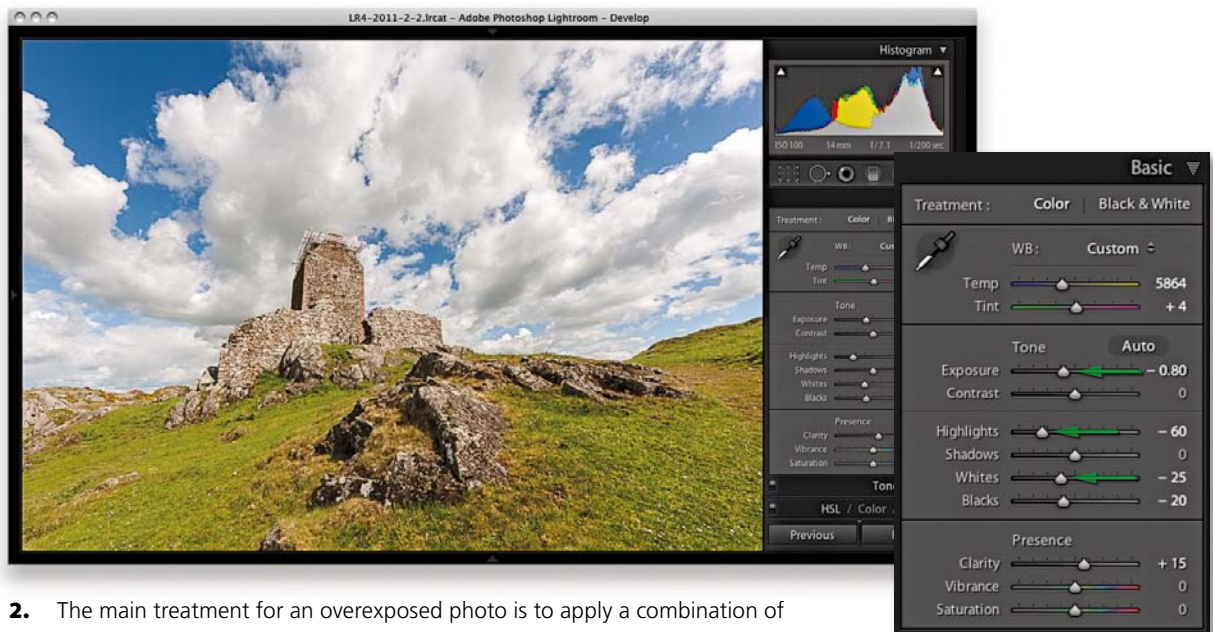 LR4-2011-2-2.lrcat - Adobe Photoshop Lightroom - Develop
Histogram
ISO 100 14 mm f/7.1 1/200 sec
Treatment : Color
WB:
Temp
Tint
Tone
Exposure
Contrast
Highlights
Shadows
Whites
Blacks
Presence
Clarity
Vibrance
Saturation
HSL / Color
Previous
Basic
Treatment : Color | Black & White
WB: Custom
Temp 5864
Tint + 4
Tone Auto
Exposure – 0.80
Contrast 0
Highlights – 60
Shadows 0
Whites – 25
Blacks – 20
Presence
Clarity + 15
Vibrance 0
Saturation 0
2. The main treatment for an overexposed photo is to apply a combination of